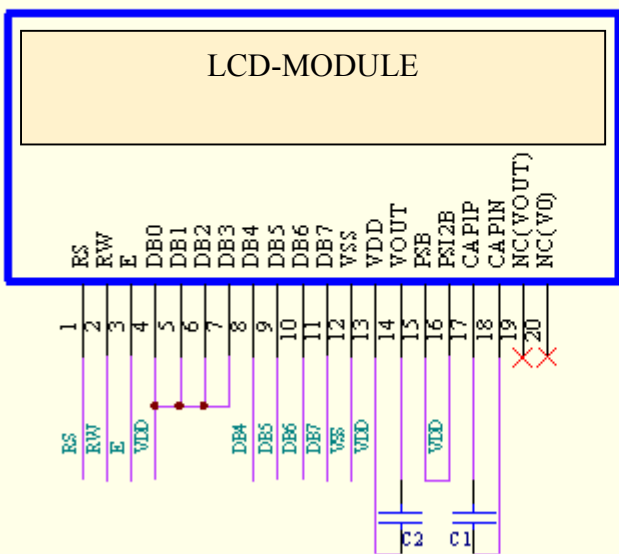 LCD-MODULE
RS RW E DB0 DB1 DB2 DB3 DB4 DB5 DB6 DB7 VSS VDD VOUT PSB PSI2B CAP1P CAP1N NC(VOUT) NC(V0)
1 2 3 4 5 6 7 8 9 10 11 12 13 14 15 16 17 18 19 20
RS RW E VDD DB4 DB5 DB6 DB7 VSS VDD VDD
C2 C1